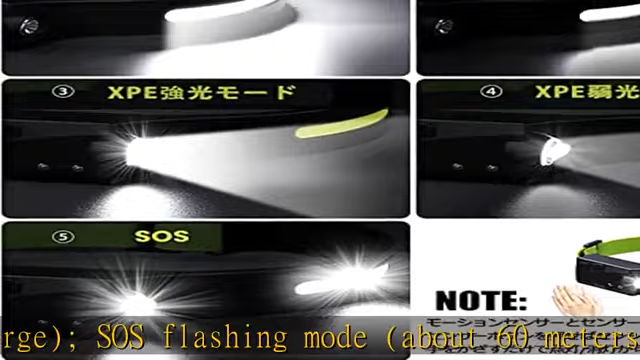 ③ XPE強光モード
④ XPE弱光
⑤ SOS
NOTE:
モーションセンサーとセンサー
rge); SOS flashing mode (about 60 meters